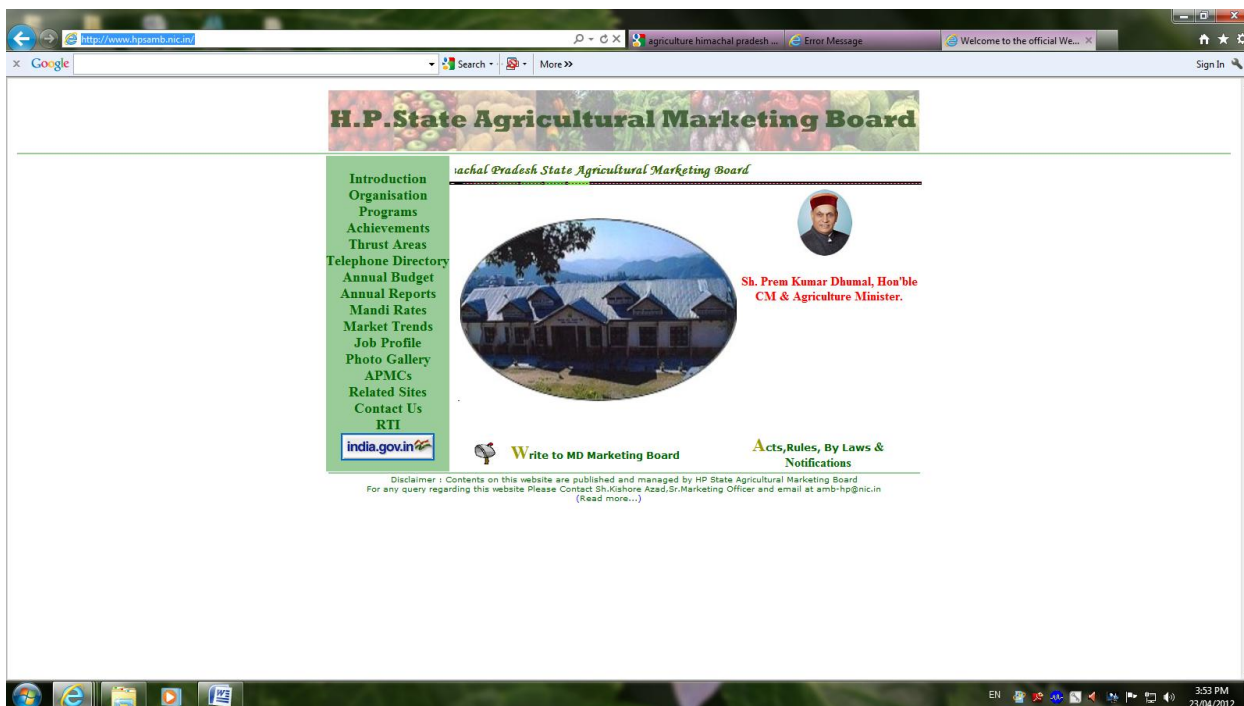 http://www.hpsamb.nic.in/
agriculture himachal pradesh ...
Error Message
Welcome to the official We...
x Google
Search
More >>
Sign In
H.P.State Agricultural Marketing Board
achal Pradesh State Agricultural Marketing Board
Introduction
Organisation
Programs
Achievements
Thrust Areas
Telephone Directory
Annual Budget
Annual Reports
Mandi Rates
Market Trends
Job Profile
Photo Gallery
APMCs
Related Sites
Contact Us
RTI
india.gov.in
Sh. Prem Kumar Dhumal, Hon'ble
CM & Agriculture Minister.
Write to MD Marketing Board
Acts,Rules, By Laws &
Notifications
Disclaimer : Contents on this website are published and managed by HP State Agricultural Marketing Board
For any query regarding this website Please Contact Sh.Kishore Azad,Sr.Marketing Officer and email at amb-hp@nic.in
(Read more...)
EN
3:53 PM
23/04/2012